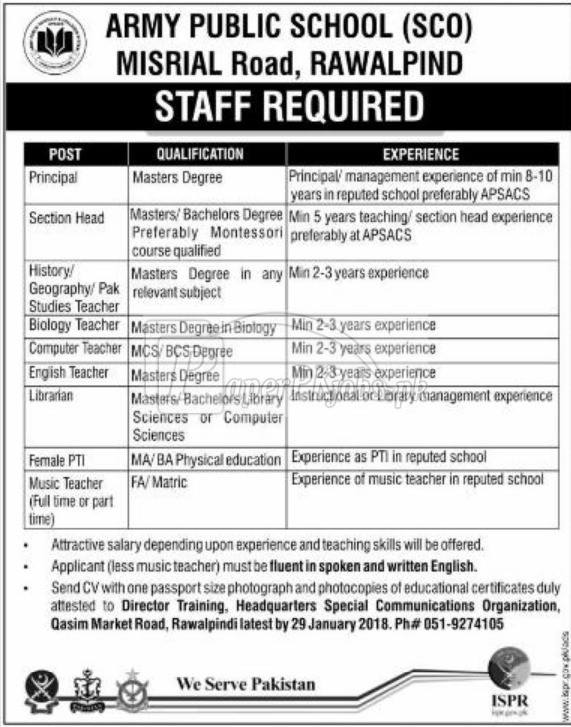 ARMY PUBLIC SCHOOL (SCO)
MISRIAL Road, RAWALPIND
STAFF REQUIRED
POST QUALIFICATION EXPERIENCE
Principal Masters Degree Principal/ management experience of min 8-10
years in reputed school preferably APSACS
Section Head Masters/ Bachelors Degree
Preferably Montessori
course qualified
Min 5 years teaching/ section head experience
preferably at APSACS
History/
Geography/ Pak
Studies Teacher
Masters Degree in any
relevant subject
Min 2-3 years experience
Biology Teacher Masters Degree in Biology Min 2-3 years experience
Computer Teacher MCS/ BCS Degree Min 2-3 years experience
English Teacher Masters Degree Min 2-3 years experience
Librarian Masters/ Bachelors Library
Sciences or Computer
Sciences
Instructional or Library management experience
Female PTI MA/ BA Physical education Experience as PTI in reputed school
Music Teacher
(Full time or part
time)
FA/ Matric Experience of music teacher in reputed school
PaperPkJobs.pk
• Attractive salary depending upon experience and teaching skills will be offered.
• Applicant (less music teacher) must be fluent in spoken and written English.
• Send CV with one passport size photograph and photocopies of educational certificates duly
attested to Director Training, Headquarters Special Communications Organization,
Qasim Market Road, Rawalpindi latest by 29 January 2018. Ph# 051-9274105
We Serve Pakistan
ISPR
ispr.gov.pk
www.ispr.gov.pk/ads